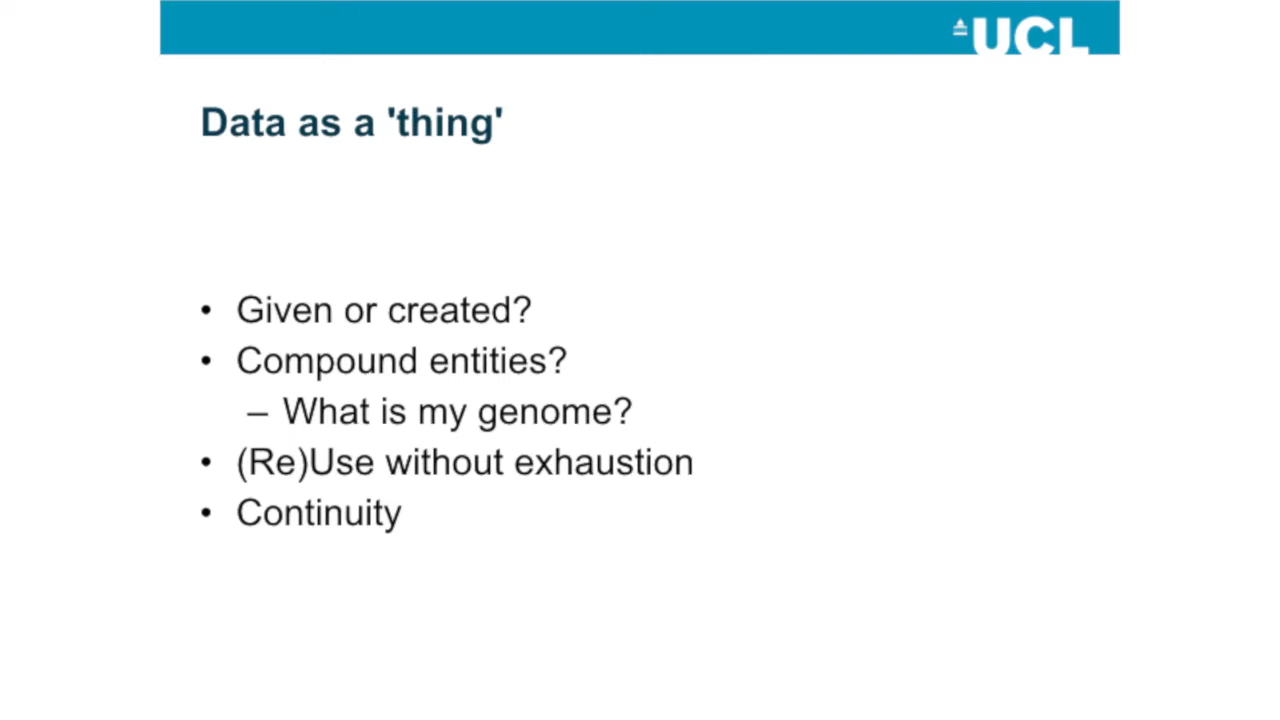 UCL
Data as a 'thing'
• Given or created?
• Compound entities?
– What is my genome?
• (Re)Use without exhaustion
• Continuity